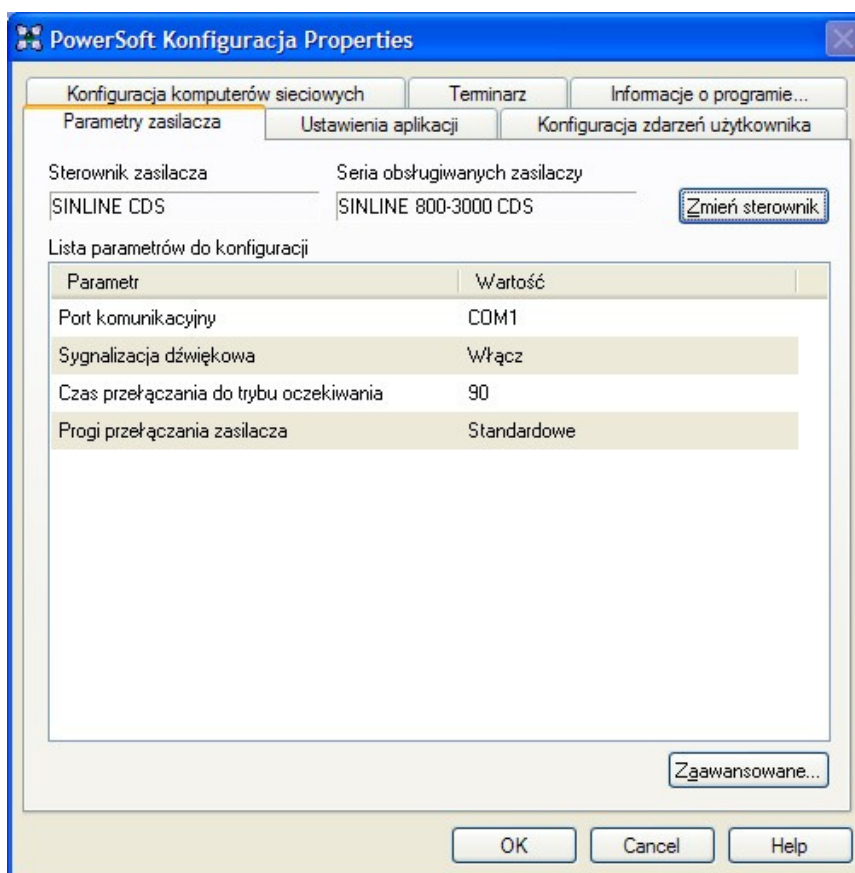 PowerSoft Konfiguracja Properties
Konfiguracja komputerów sieciowych Terminarz Informacje o programie...
Parametry zasilacza Ustawienia aplikacji Konfiguracja zdarzeń użytkownika
Sterownik zasilacza Seria obsługiwanych zasilaczy
SINLINE CDS SINLINE 800-3000 CDS Zmień sterownik
Lista parametrów do konfiguracji
Parametr Wartość
Port komunikacyjny COM1
Sygnalizacja dźwiękowa Włącz
Czas przełączania do trybu oczekiwania 90
Progi przełączania zasilacza Standardowe
Zaawansowane...
OK Cancel Help